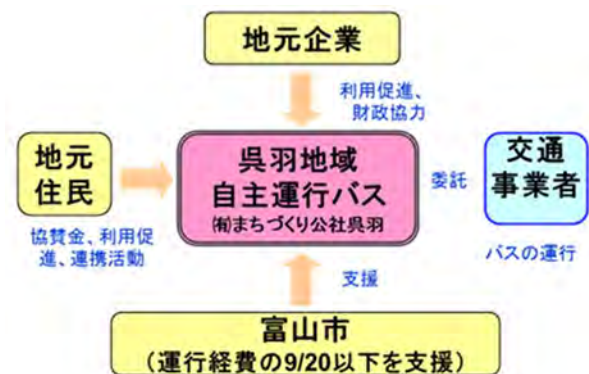 地元企業
利用促進、
財政協力
地元
住民
協賛金、利用促
進、連携活動
呉羽地域
自主運行バス
㈲まちづくり公社呉羽
委託
交通
事業者
バスの運行
支援
富山市
（運行経費の9/20以下を支援）